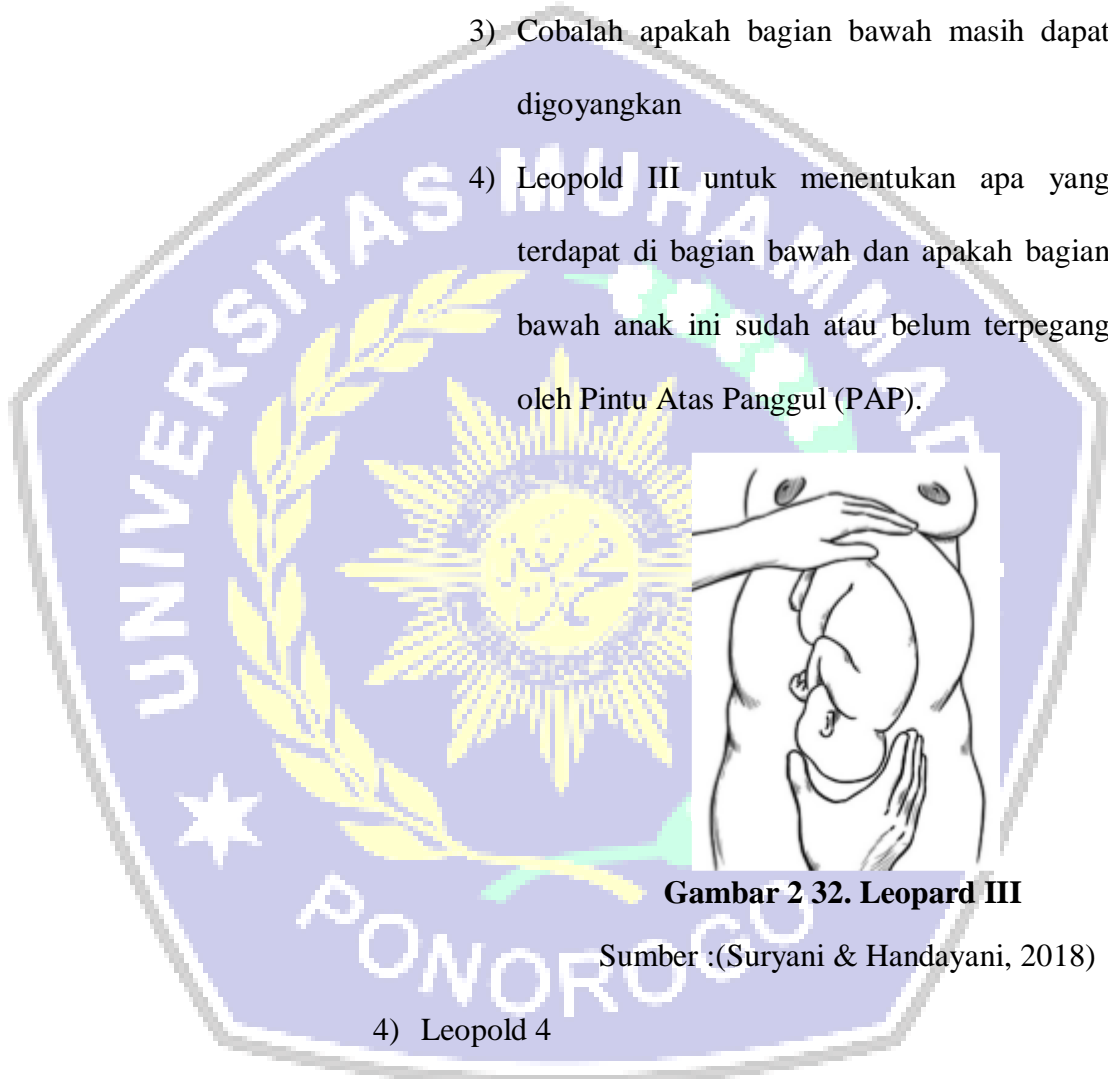 3) Cobalah apakah bagian bawah masih dapat
digoyangkan
4) Leopold III untuk menentukan apa yang
terdapat di bagian bawah dan apakah bagian
bawah anak ini sudah atau belum terpegang
oleh Pintu Atas Panggul (PAP).
Gambar 2 32. Leopard III
Sumber :(Suryani & Handayani, 2018)
4) Leopold 4
UNIVERSITAS MUHAMMAD
PONOROGO